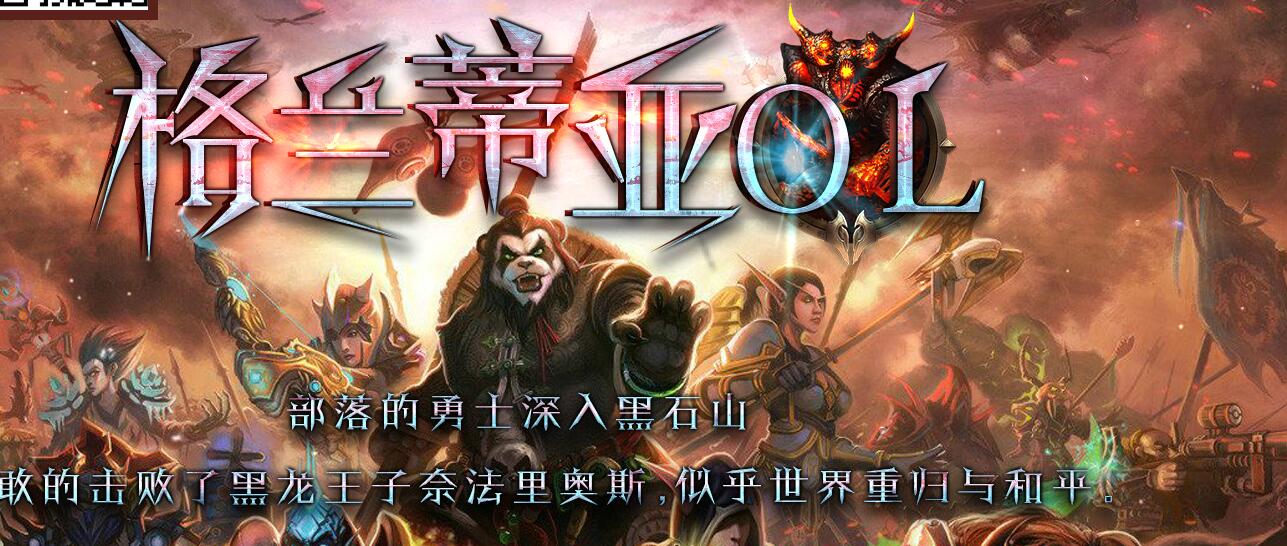 格兰蒂亚OL
部落的勇士深入黑石山
敢的击败了黑龙王子奈法里奥斯,似乎世界重归与和平。